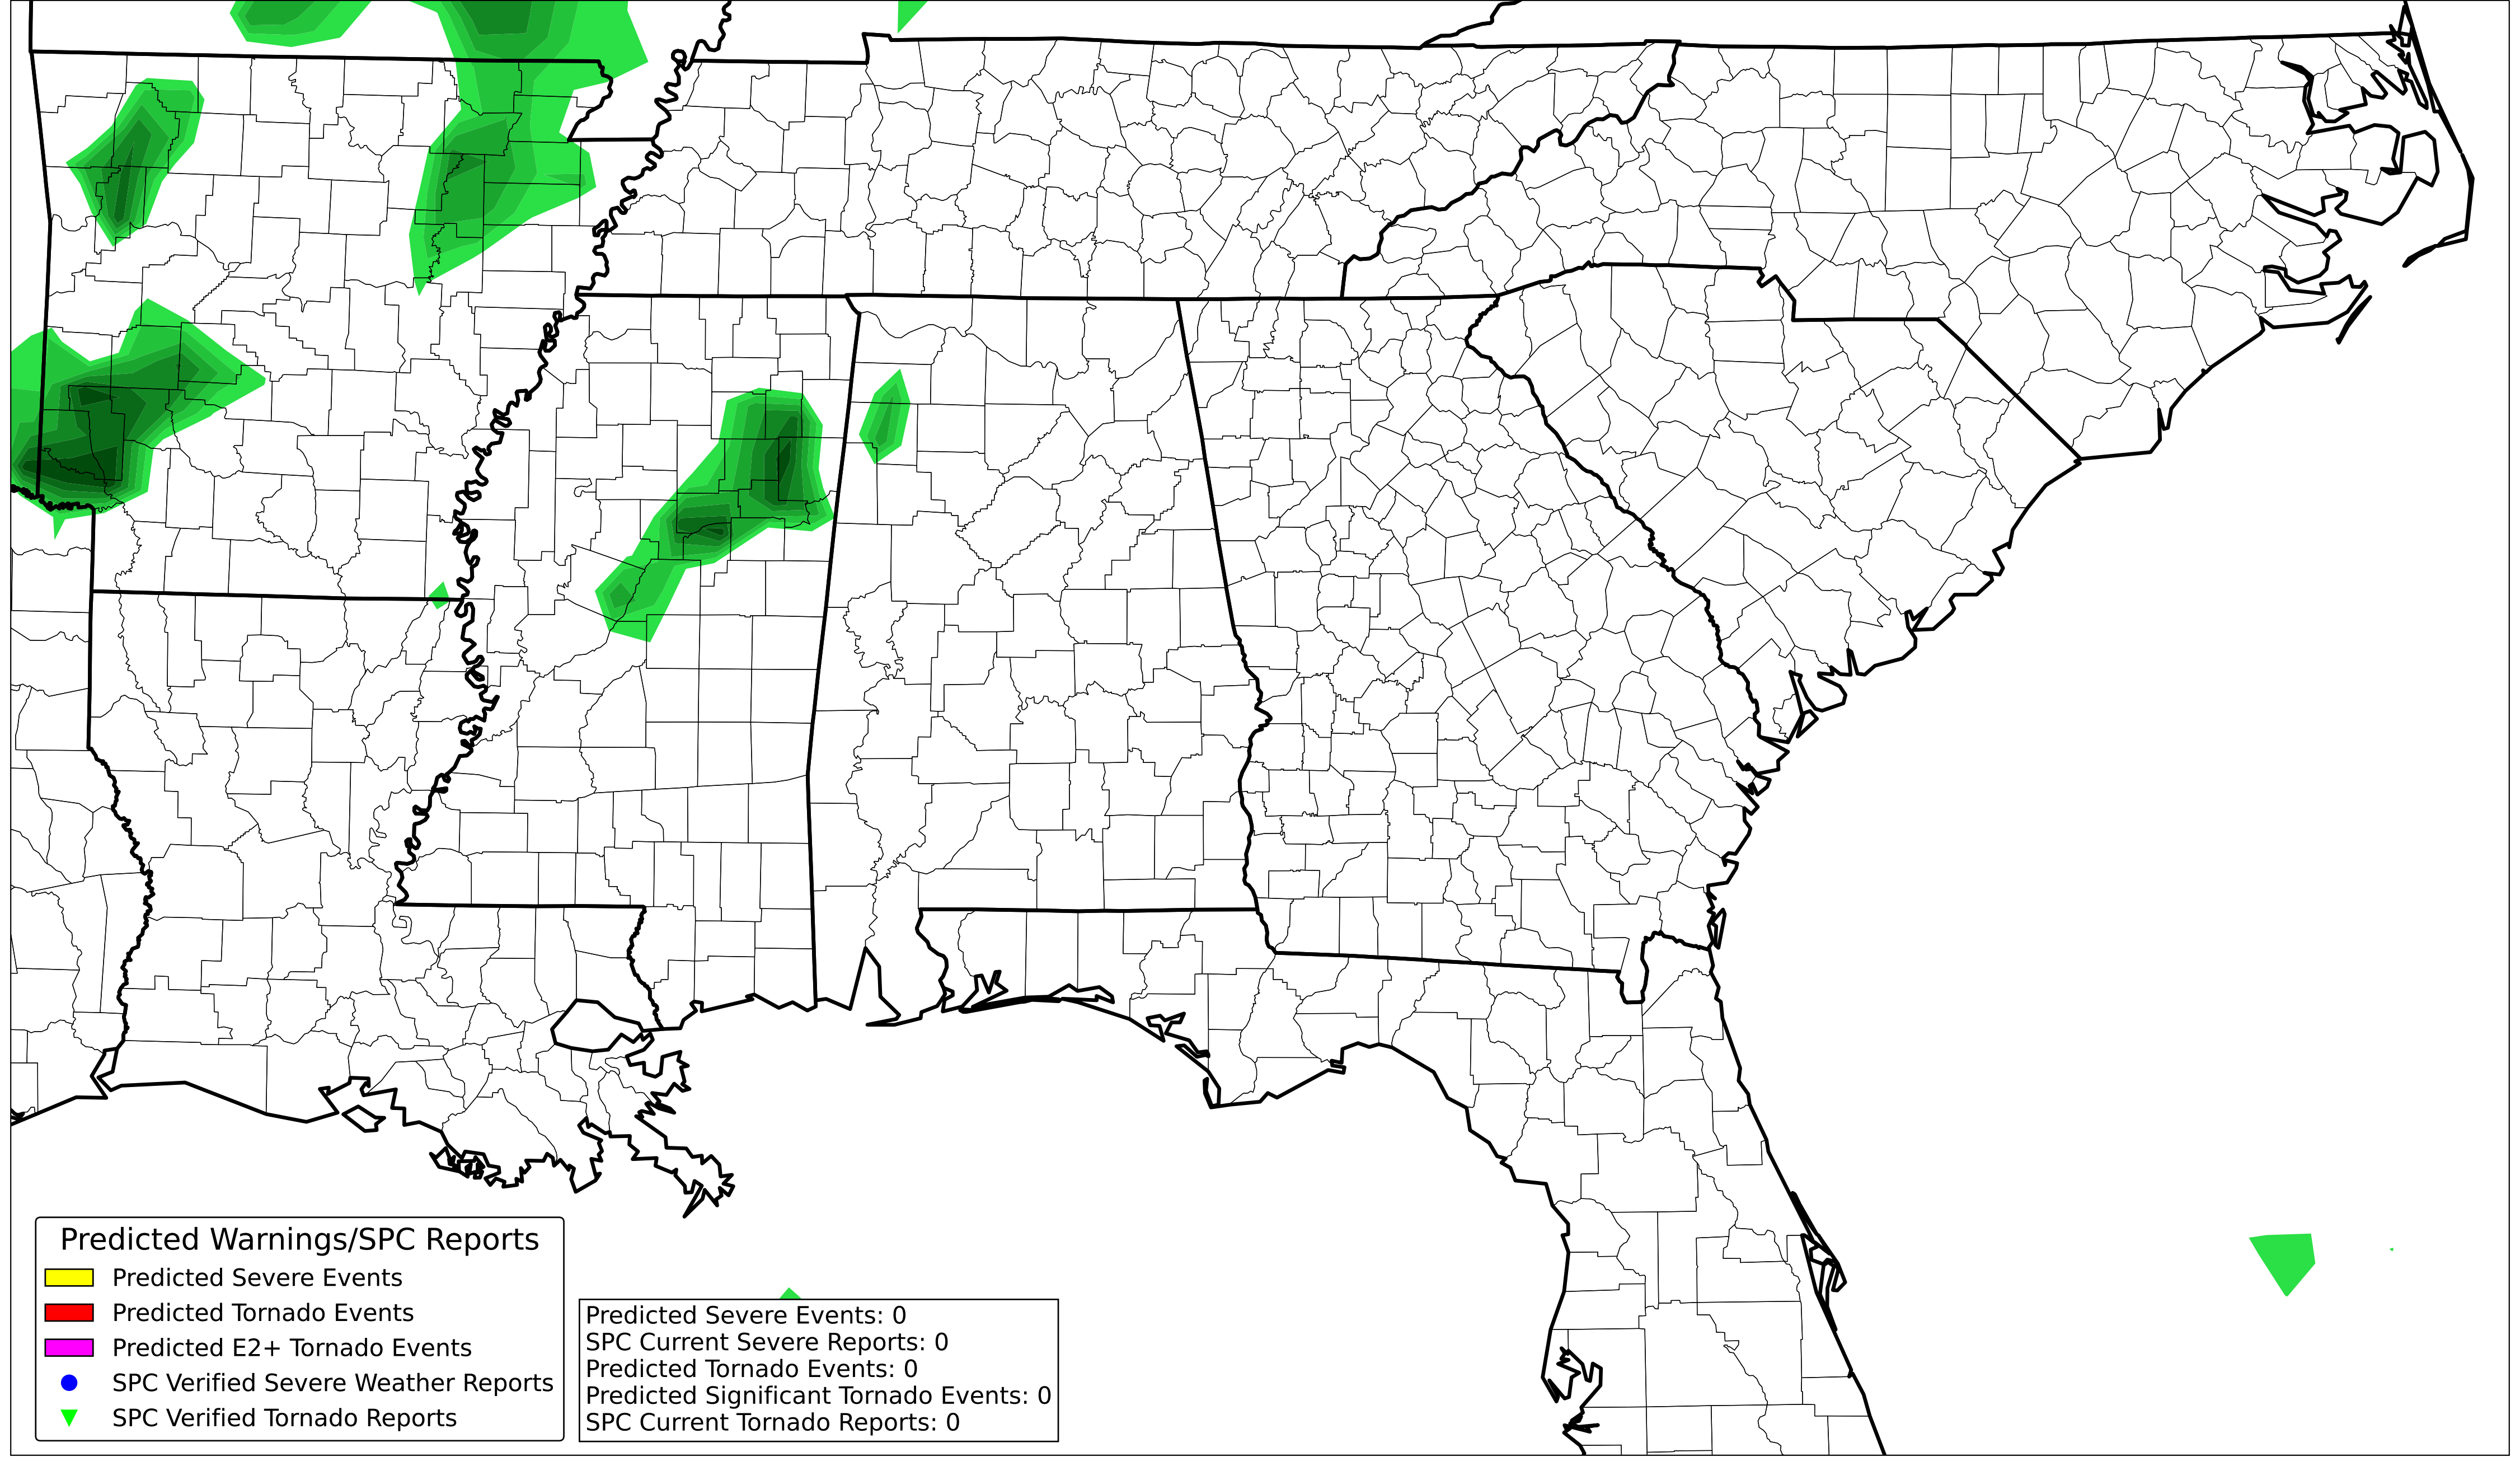 Predicted Warnings/SPC Reports
Predicted Severe Events
Predicted Tornado Events
Predicted E2+ Tornado Events
SPC Verified Severe Weather Reports
SPC Verified Tornado Reports
Predicted Severe Events: 0
SPC Current Severe Reports: 0
Predicted Tornado Events: 0
Predicted Significant Tornado Events: 0
SPC Current Tornado Reports: 0